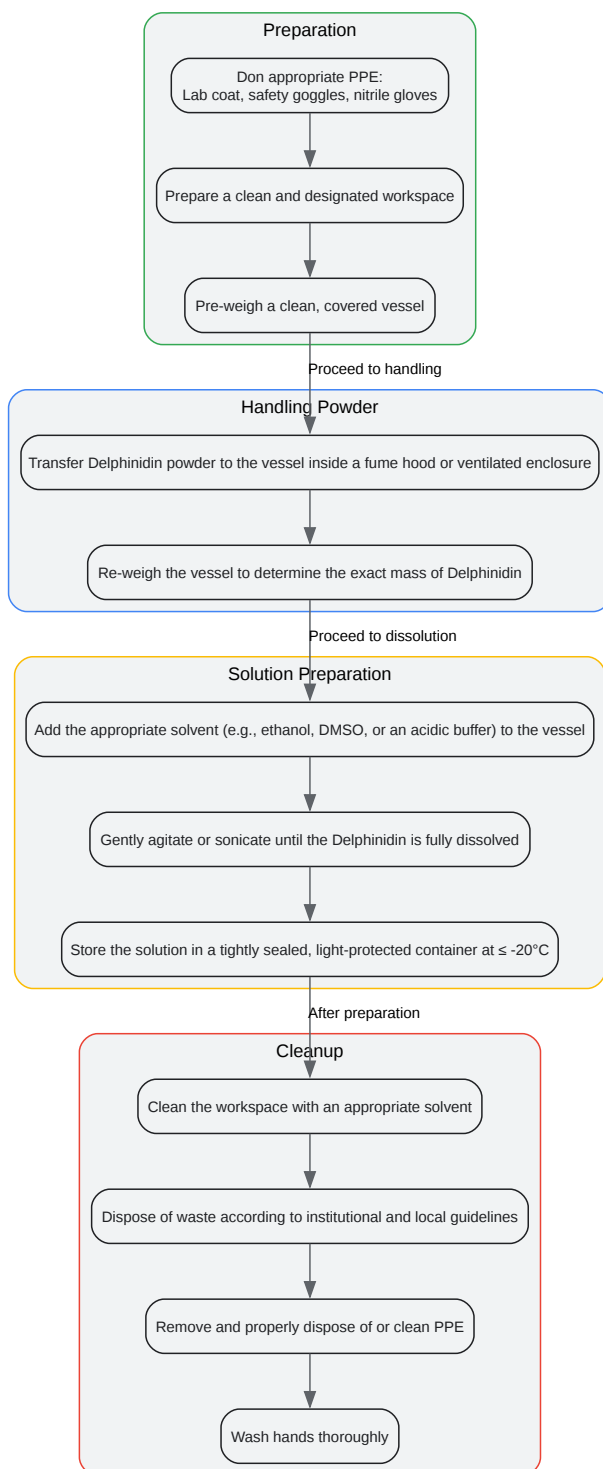 Preparation
Don appropriate PPE:
Lab coat, safety goggles, nitrile gloves
Prepare a clean and designated workspace
Pre-weigh a clean, covered vessel
Proceed to handling
Handling Powder
Transfer Delphinidin powder to the vessel inside a fume hood or ventilated enclosure
Re-weigh the vessel to determine the exact mass of Delphinidin
Proceed to dissolution
Solution Preparation
Add the appropriate solvent (e.g., ethanol, DMSO, or an acidic buffer) to the vessel
Gently agitate or sonicate until the Delphinidin is fully dissolved
Store the solution in a tightly sealed, light-protected container at ≤ -20°C
After preparation
Cleanup
Clean the workspace with an appropriate solvent
Dispose of waste according to institutional and local guidelines
Remove and properly dispose of or clean PPE
Wash hands thoroughly